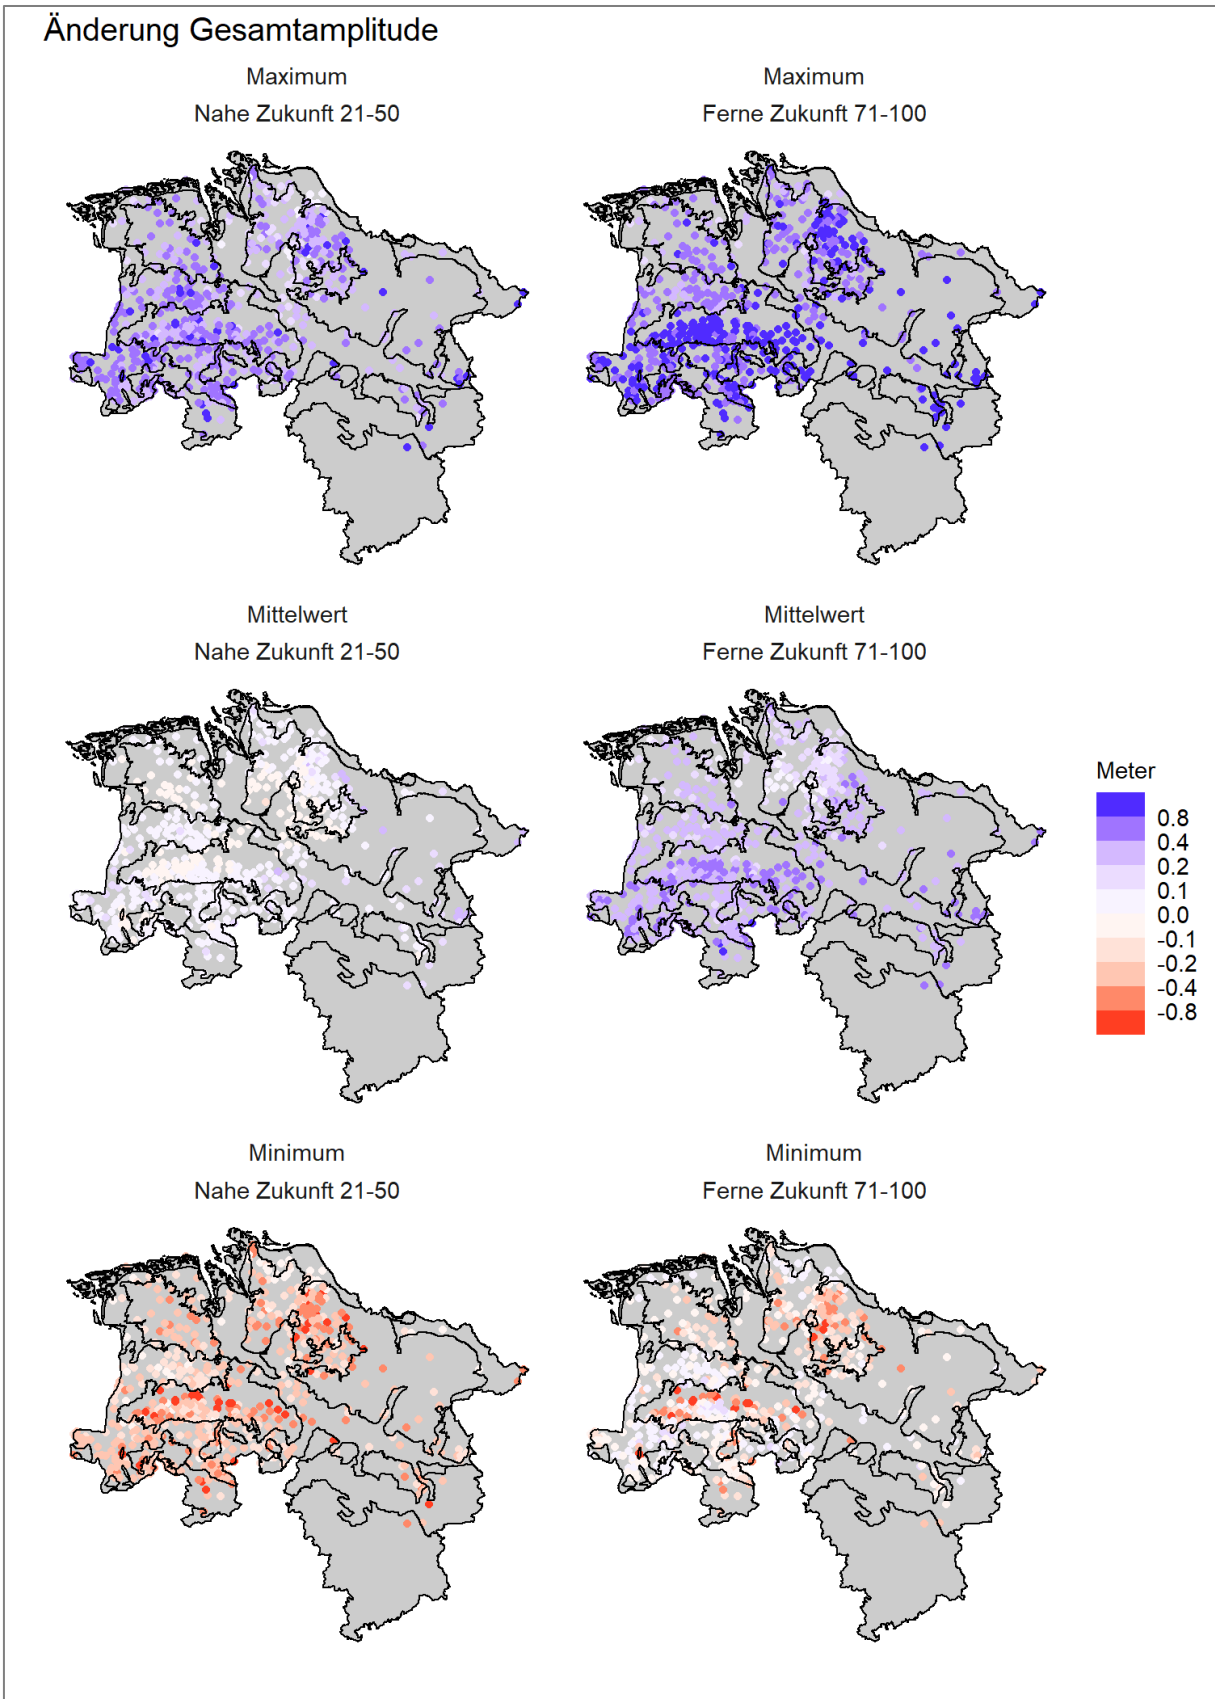 Änderung Gesamtamplitude
Maximum
Nahe Zukunft 21-50
Maximum
Ferne Zukunft 71-100
Mittelwert
Nahe Zukunft 21-50
Mittelwert
Ferne Zukunft 71-100
Meter
0.8
0.4
0.2
0.1
0.0
-0.1
-0.2
-0.4
-0.8
Minimum
Nahe Zukunft 21-50
Minimum
Ferne Zukunft 71-100